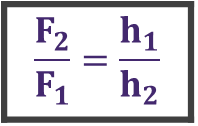 F₂/F₁ = h₁/h₂